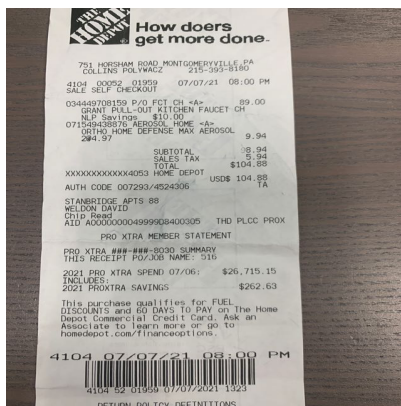 THE
HOME
DEPOT
How doers
get more done.
751 HORSHAM ROAD MONTGOMERYVILLE,PA
COLLINS POLYWACZ 215-393-8180
4104 00052 01959 07/07/21 08:00 PM
SALE SELF CHECKOUT
034449708159 P/O FCT CH <A> 89.00
GRANT PULL-OUT KITCHEN FAUCET CH
NLP Savings $10.00
071549438876 AEROSOL HOME <A>
ORTHO HOME DEFENSE MAX AEROSOL
2@4.97 9.94
SUBTOTAL 98.94
SALES TAX 5.94
TOTAL $104.88
XXXXXXXXXXXX4053 HOME DEPOT
USD$ 104.88
AUTH CODE 007293/4524306 TA
STANBRIDGE APTS 88
WELDON DAVID
Chip Read
AID A0000000049999D8400305 THD PLCC PROX
PRO XTRA MEMBER STATEMENT
PRO XTRA ###-###-8030 SUMMARY
THIS RECEIPT PO/JOB NAME: 516
2021 PRO XTRA SPEND 07/06: $26,715.15
INCLUDES:
2021 PROXTRA SAVINGS $262.63
This purchase qualifies for FUEL
DISCOUNTS and 60 DAYS TO PAY on The Home
Depot Commercial Credit Card. Ask an
Associate to learn more or go to
homedepot.com/financeoptions.
4104 07/07/21 08:00 PM
4104 52 01959 07/07/2021 1323
RETURN POLICY DEFINITIONS